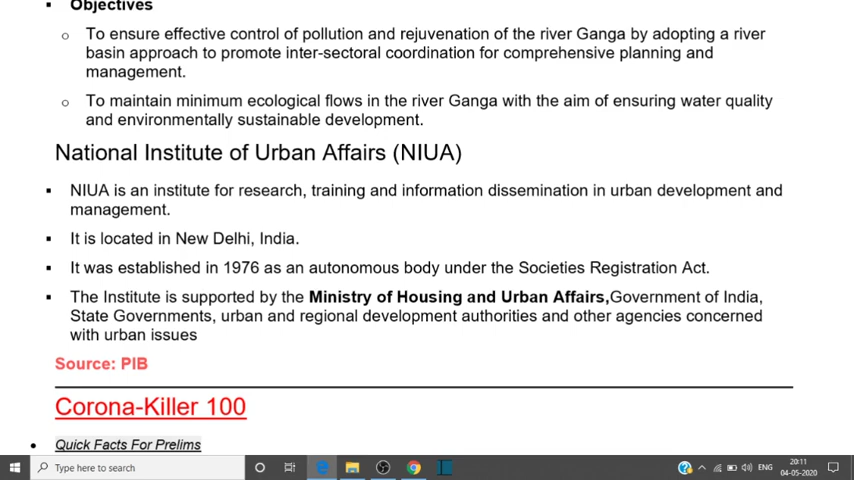 ▪ Objectives
o To ensure effective control of pollution and rejuvenation of the river Ganga by adopting a river
basin approach to promote inter-sectoral coordination for comprehensive planning and
management.
o To maintain minimum ecological flows in the river Ganga with the aim of ensuring water quality
and environmentally sustainable development.
National Institute of Urban Affairs (NIUA)
▪ NIUA is an institute for research, training and information dissemination in urban development and
management.
▪ It is located in New Delhi, India.
▪ It was established in 1976 as an autonomous body under the Societies Registration Act.
▪ The Institute is supported by the Ministry of Housing and Urban Affairs,Government of India,
State Governments, urban and regional development authorities and other agencies concerned
with urban issues
Source: PIB
Corona-Killer 100
• Quick Facts For Prelims
Type here to search
ENG
20:11
04-05-2020